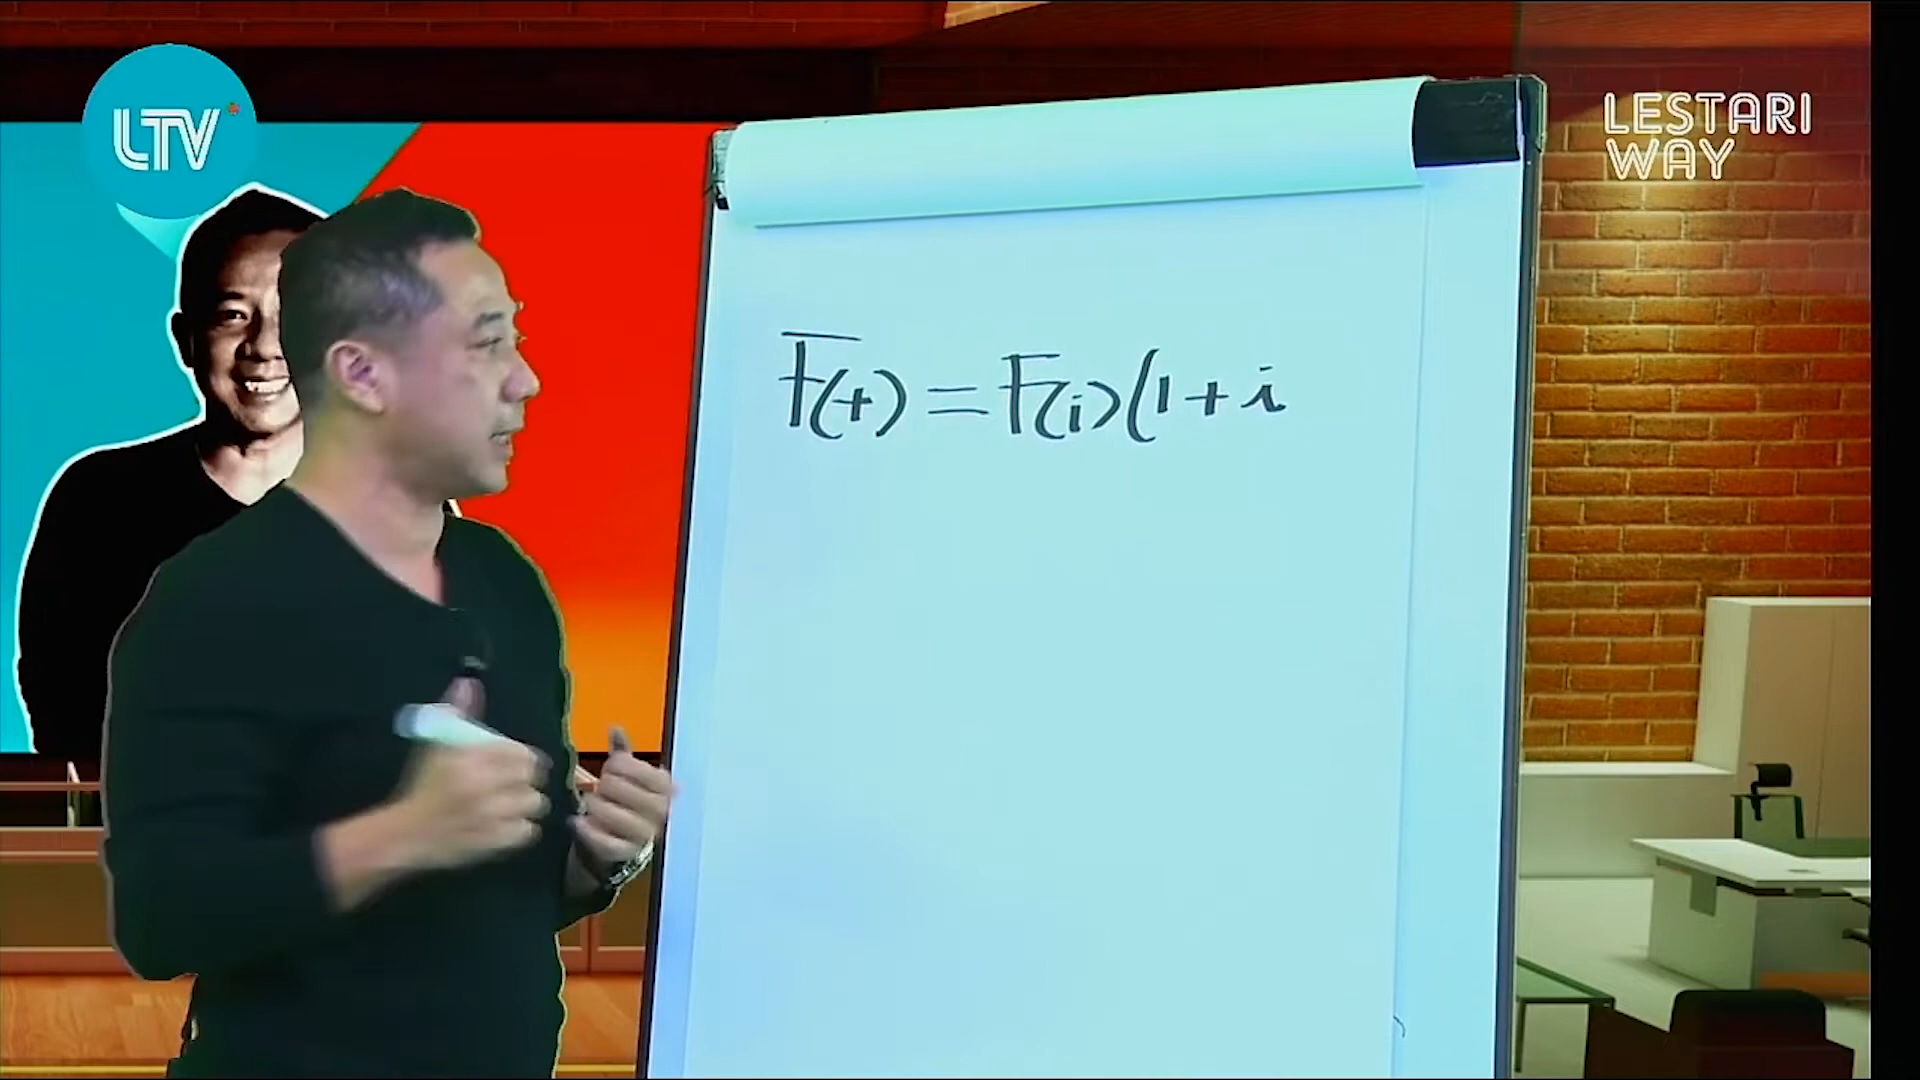 LTV
LESTARI
WAY
F(t) = F(i)(1+i